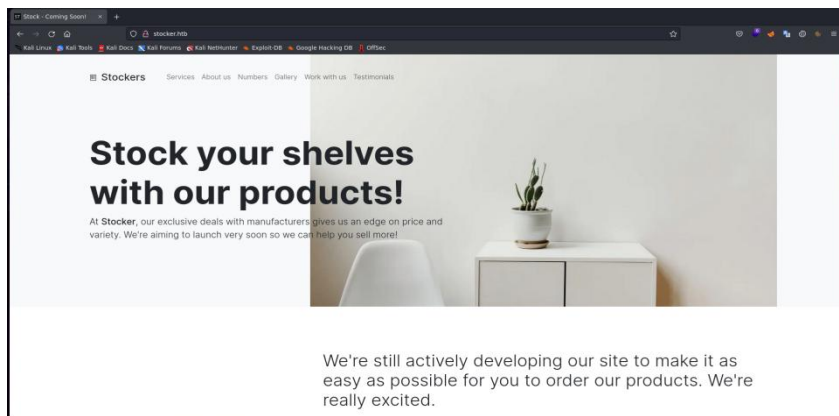 Stock - Coming Soon!
stocker.htb
Kali Linux Kali Tools Kali Docs Kali Forums Kali NetHunter Exploit-DB Google Hacking DB OffSec
Stockers Services About us Numbers Gallery Work with us Testimonials
Stock your shelves
with our products!
At Stocker, our exclusive deals with manufacturers gives us an edge on price and
variety. We're aiming to launch very soon so we can help you sell more!
We're still actively developing our site to make it as
easy as possible for you to order our products. We're
really excited.